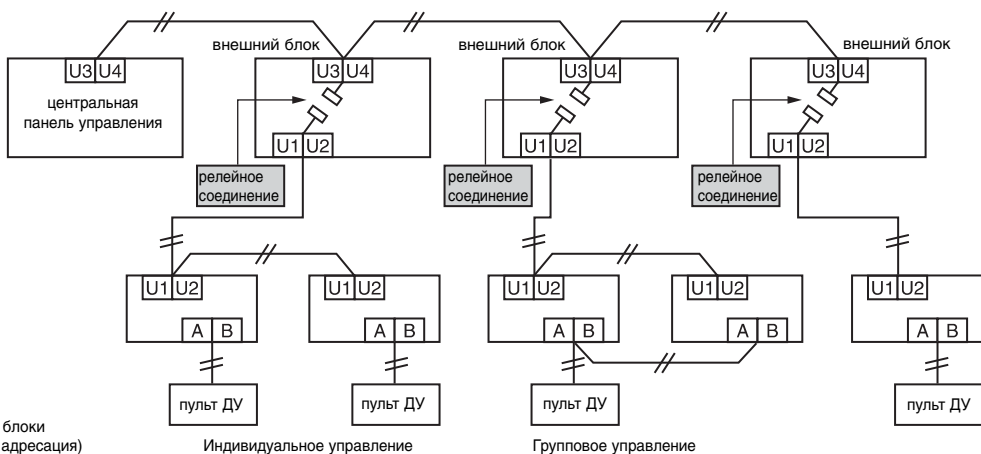 внешний блок
внешний блок
внешний блок
U3 U4
U3 U4
U3 U4
U3 U4
центральная
панель управления
U1 U2
U1 U2
U1 U2
релейное
соединение
релейное
соединение
релейное
соединение
U1 U2
U1 U2
U1 U2
U1 U2
U1 U2
A B
A B
A B
A B
A B
пульт ДУ
пульт ДУ
пульт ДУ
пульт ДУ
блоки
адресация)
Индивидуальное управление
Групповое управление